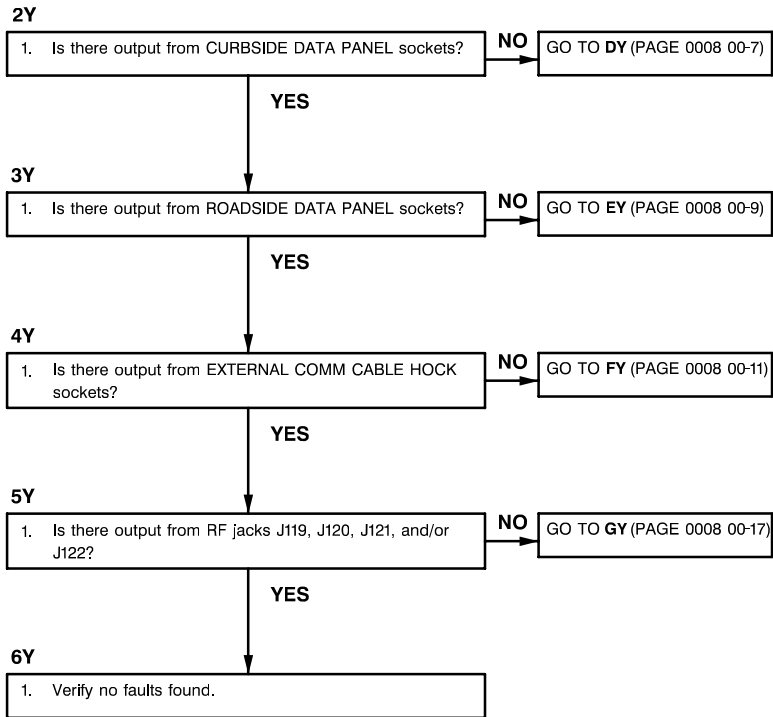 2Y
1. Is there output from CURBSIDE DATA PANEL sockets?
NO
GO TO DY (PAGE 0008 00-7)
YES
3Y
1. Is there output from ROADSIDE DATA PANEL sockets?
NO
GO TO EY (PAGE 0008 00-9)
YES
4Y
1. Is there output from EXTERNAL COMM CABLE HOCK
sockets?
NO
GO TO FY (PAGE 0008 00-11)
YES
5Y
1. Is there output from RF jacks J119, J120, J121, and/or
J122?
NO
GO TO GY (PAGE 0008 00-17)
YES
6Y
1. Verify no faults found.